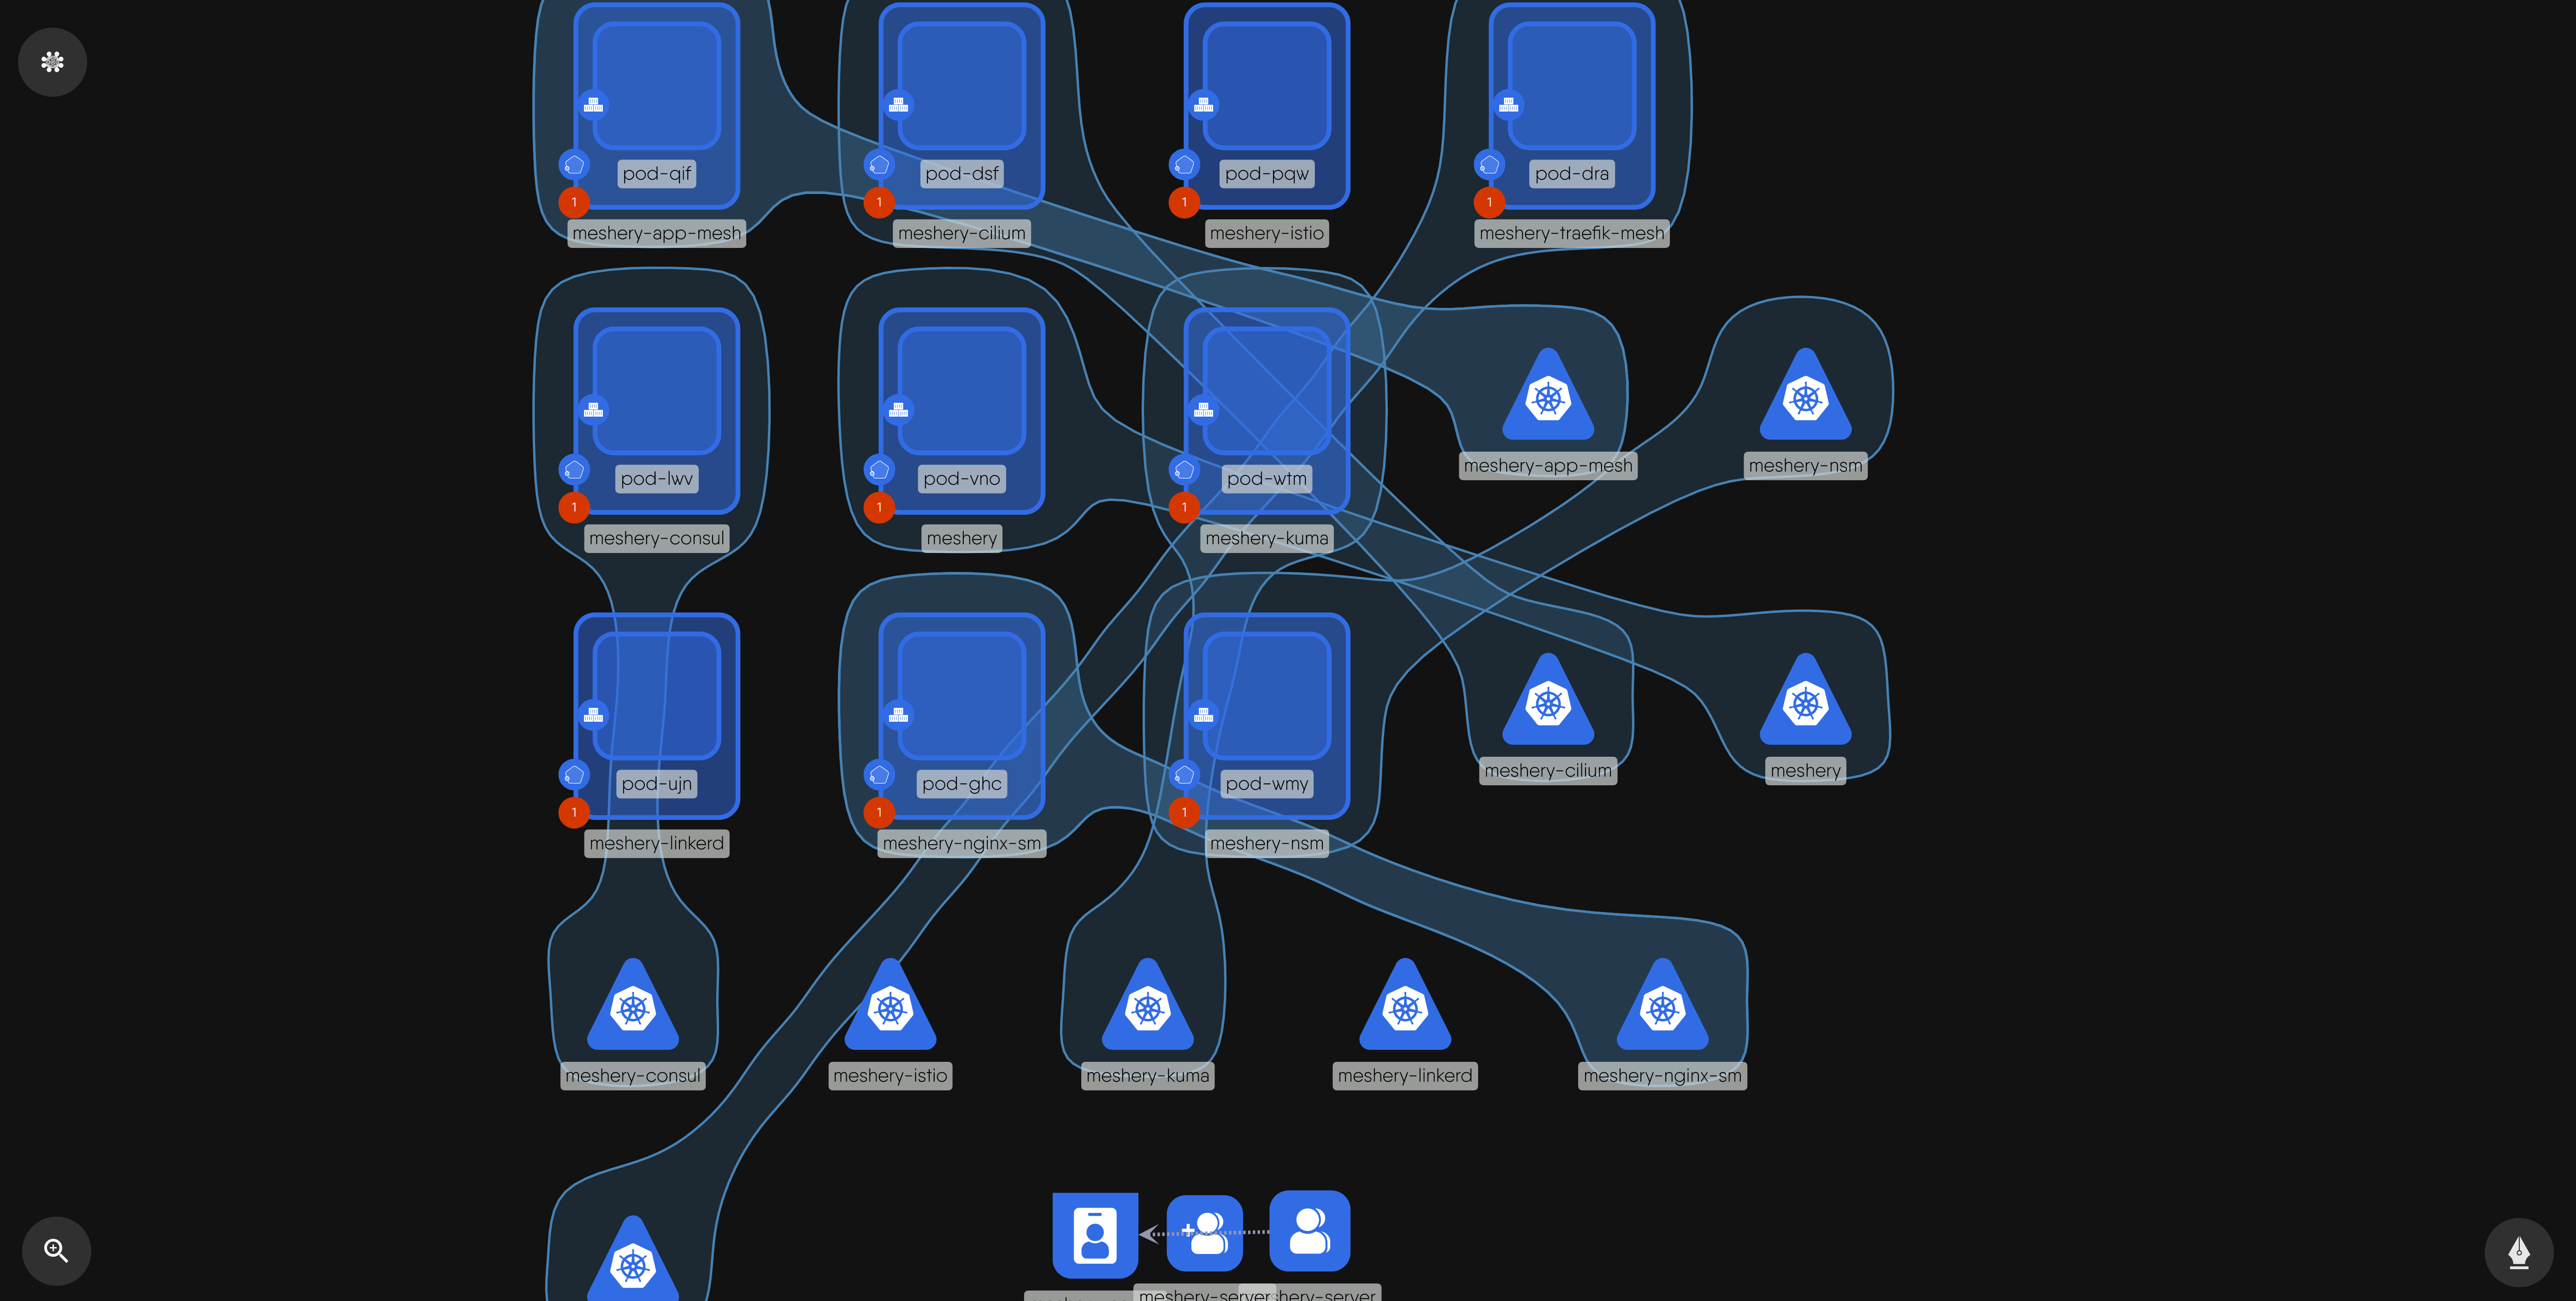 pod-qif
pod-dsf
pod-pqw
pod-dra
1
1
1
1
meshery-app-mesh
meshery-cilium
meshery-istio
meshery-traefik-mesh
meshery-app-mesh
meshery-nsm
pod-lwv
pod-vno
pod-wtm
1
1
1
meshery-consul
meshery
meshery-kuma
meshery-cilium
meshery
pod-ujn
pod-ghc
pod-wmy
1
1
1
meshery-linkerd
meshery-nginx-sm
meshery-nsm
meshery-consul
meshery-istio
meshery-kuma
meshery-linkerd
meshery-nginx-sm
meshery-server